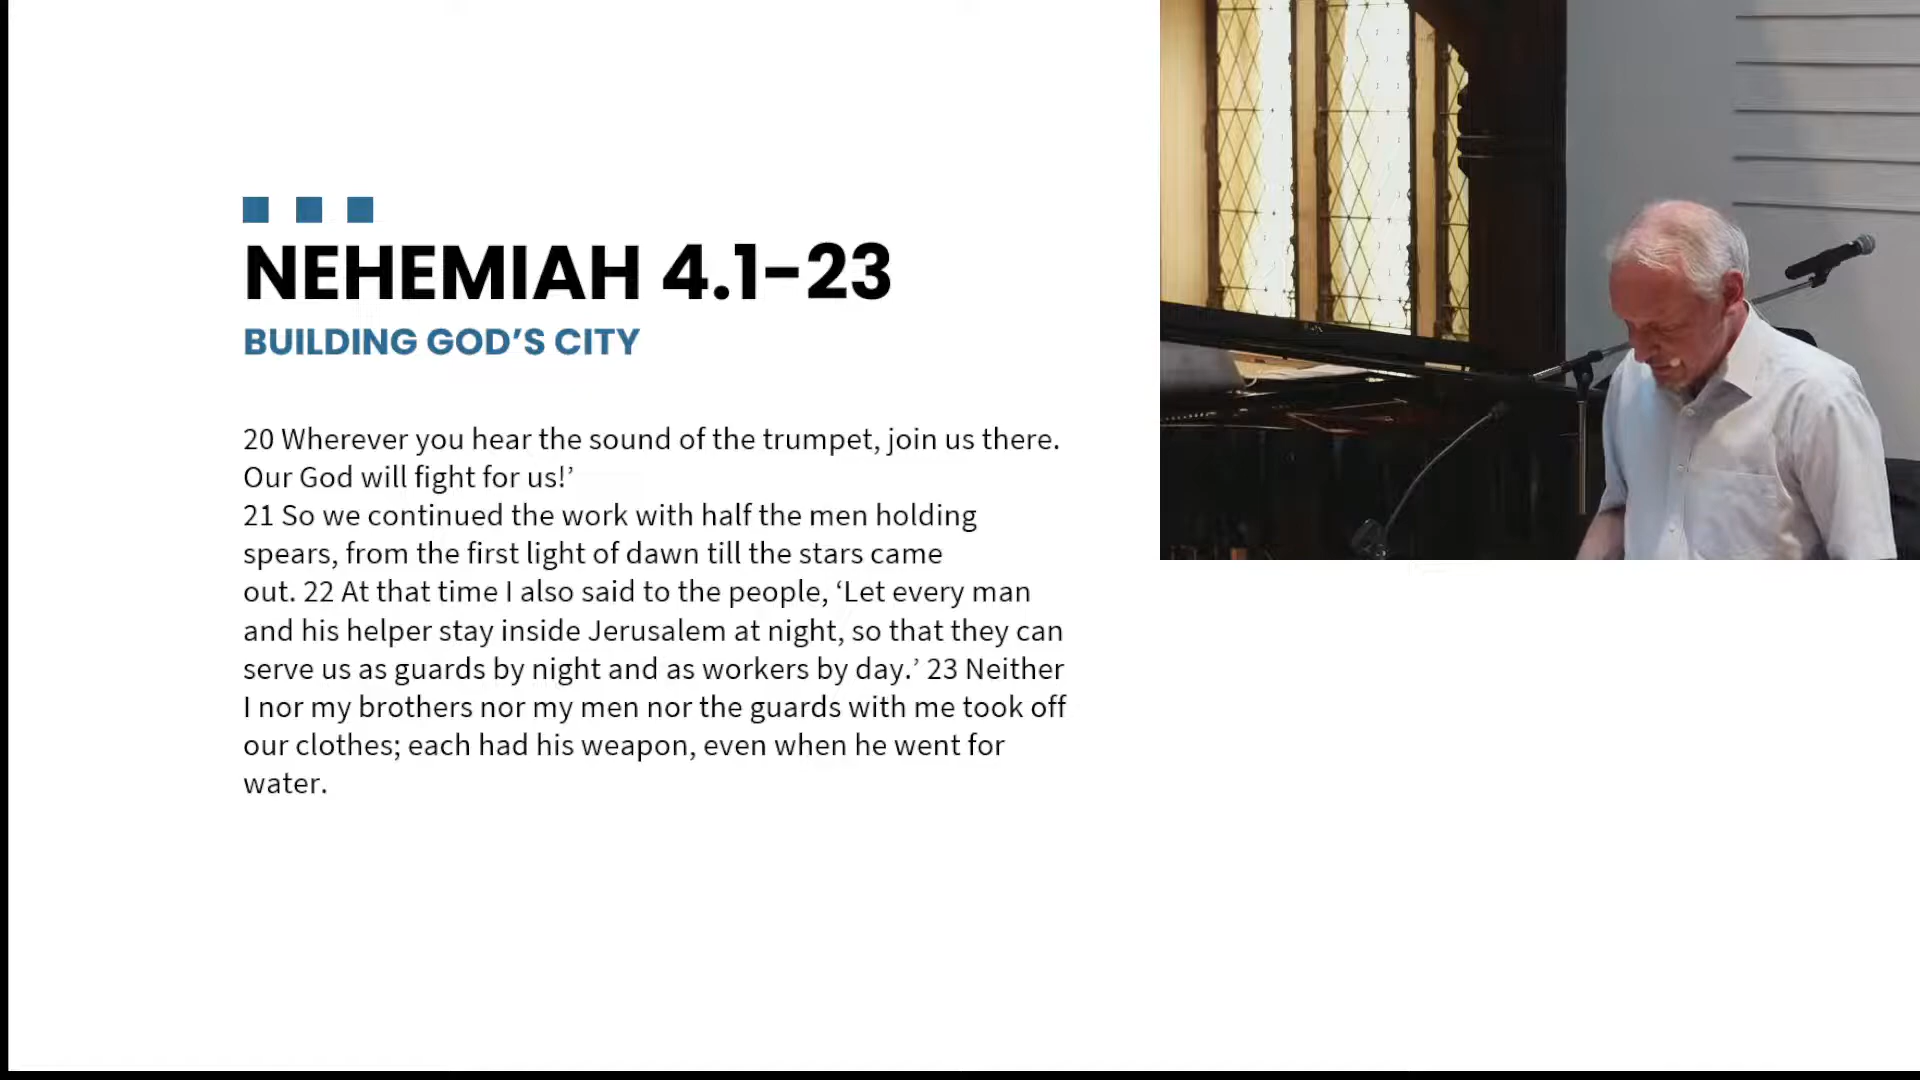 NEHEMIAH 4.1–23
BUILDING GOD’S CITY
20 Wherever you hear the sound of the trumpet, join us there.
Our God will fight for us!’
21 So we continued the work with half the men holding
spears, from the first light of dawn till the stars came
out. 22 At that time I also said to the people, ‘Let every man
and his helper stay inside Jerusalem at night, so that they can
serve us as guards by night and as workers by day.’ 23 Neither
I nor my brothers nor my men nor the guards with me took off
our clothes; each had his weapon, even when he went for
water.